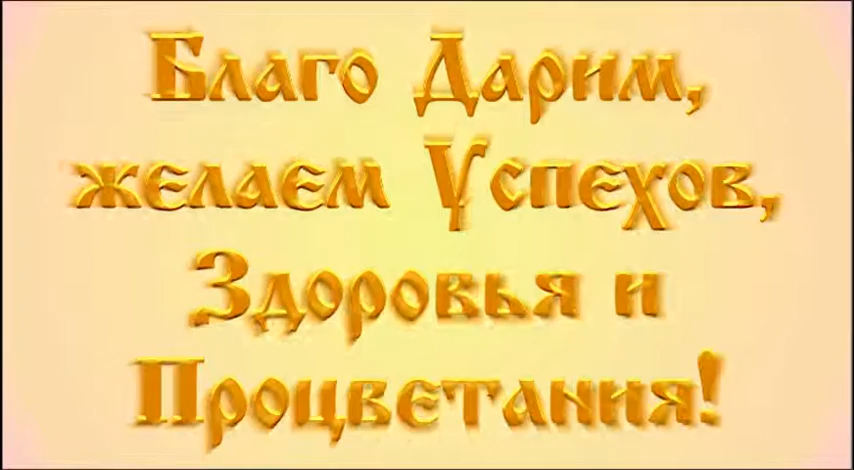 Благо Дарим,
желаем Успехов,
Здоровья и
Процветания!